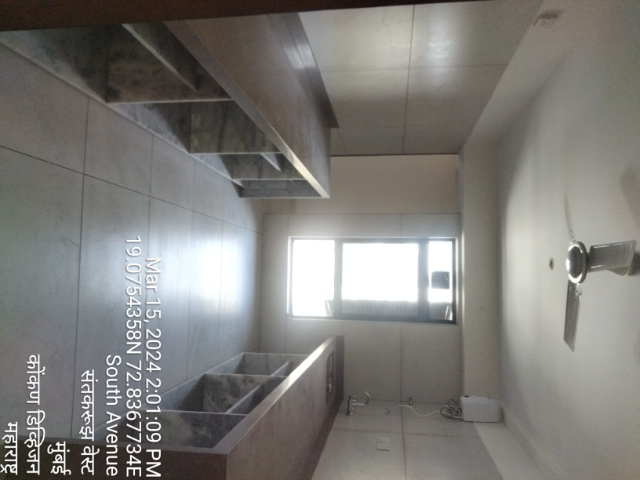 Mar 15, 2024 2:01:09 PM
19.0754358N 72.8367734E
South Avenue
सांताक्रूझ वेस्ट
मुंबई
कोंकण डिव्हिजन
महाराष्ट्र